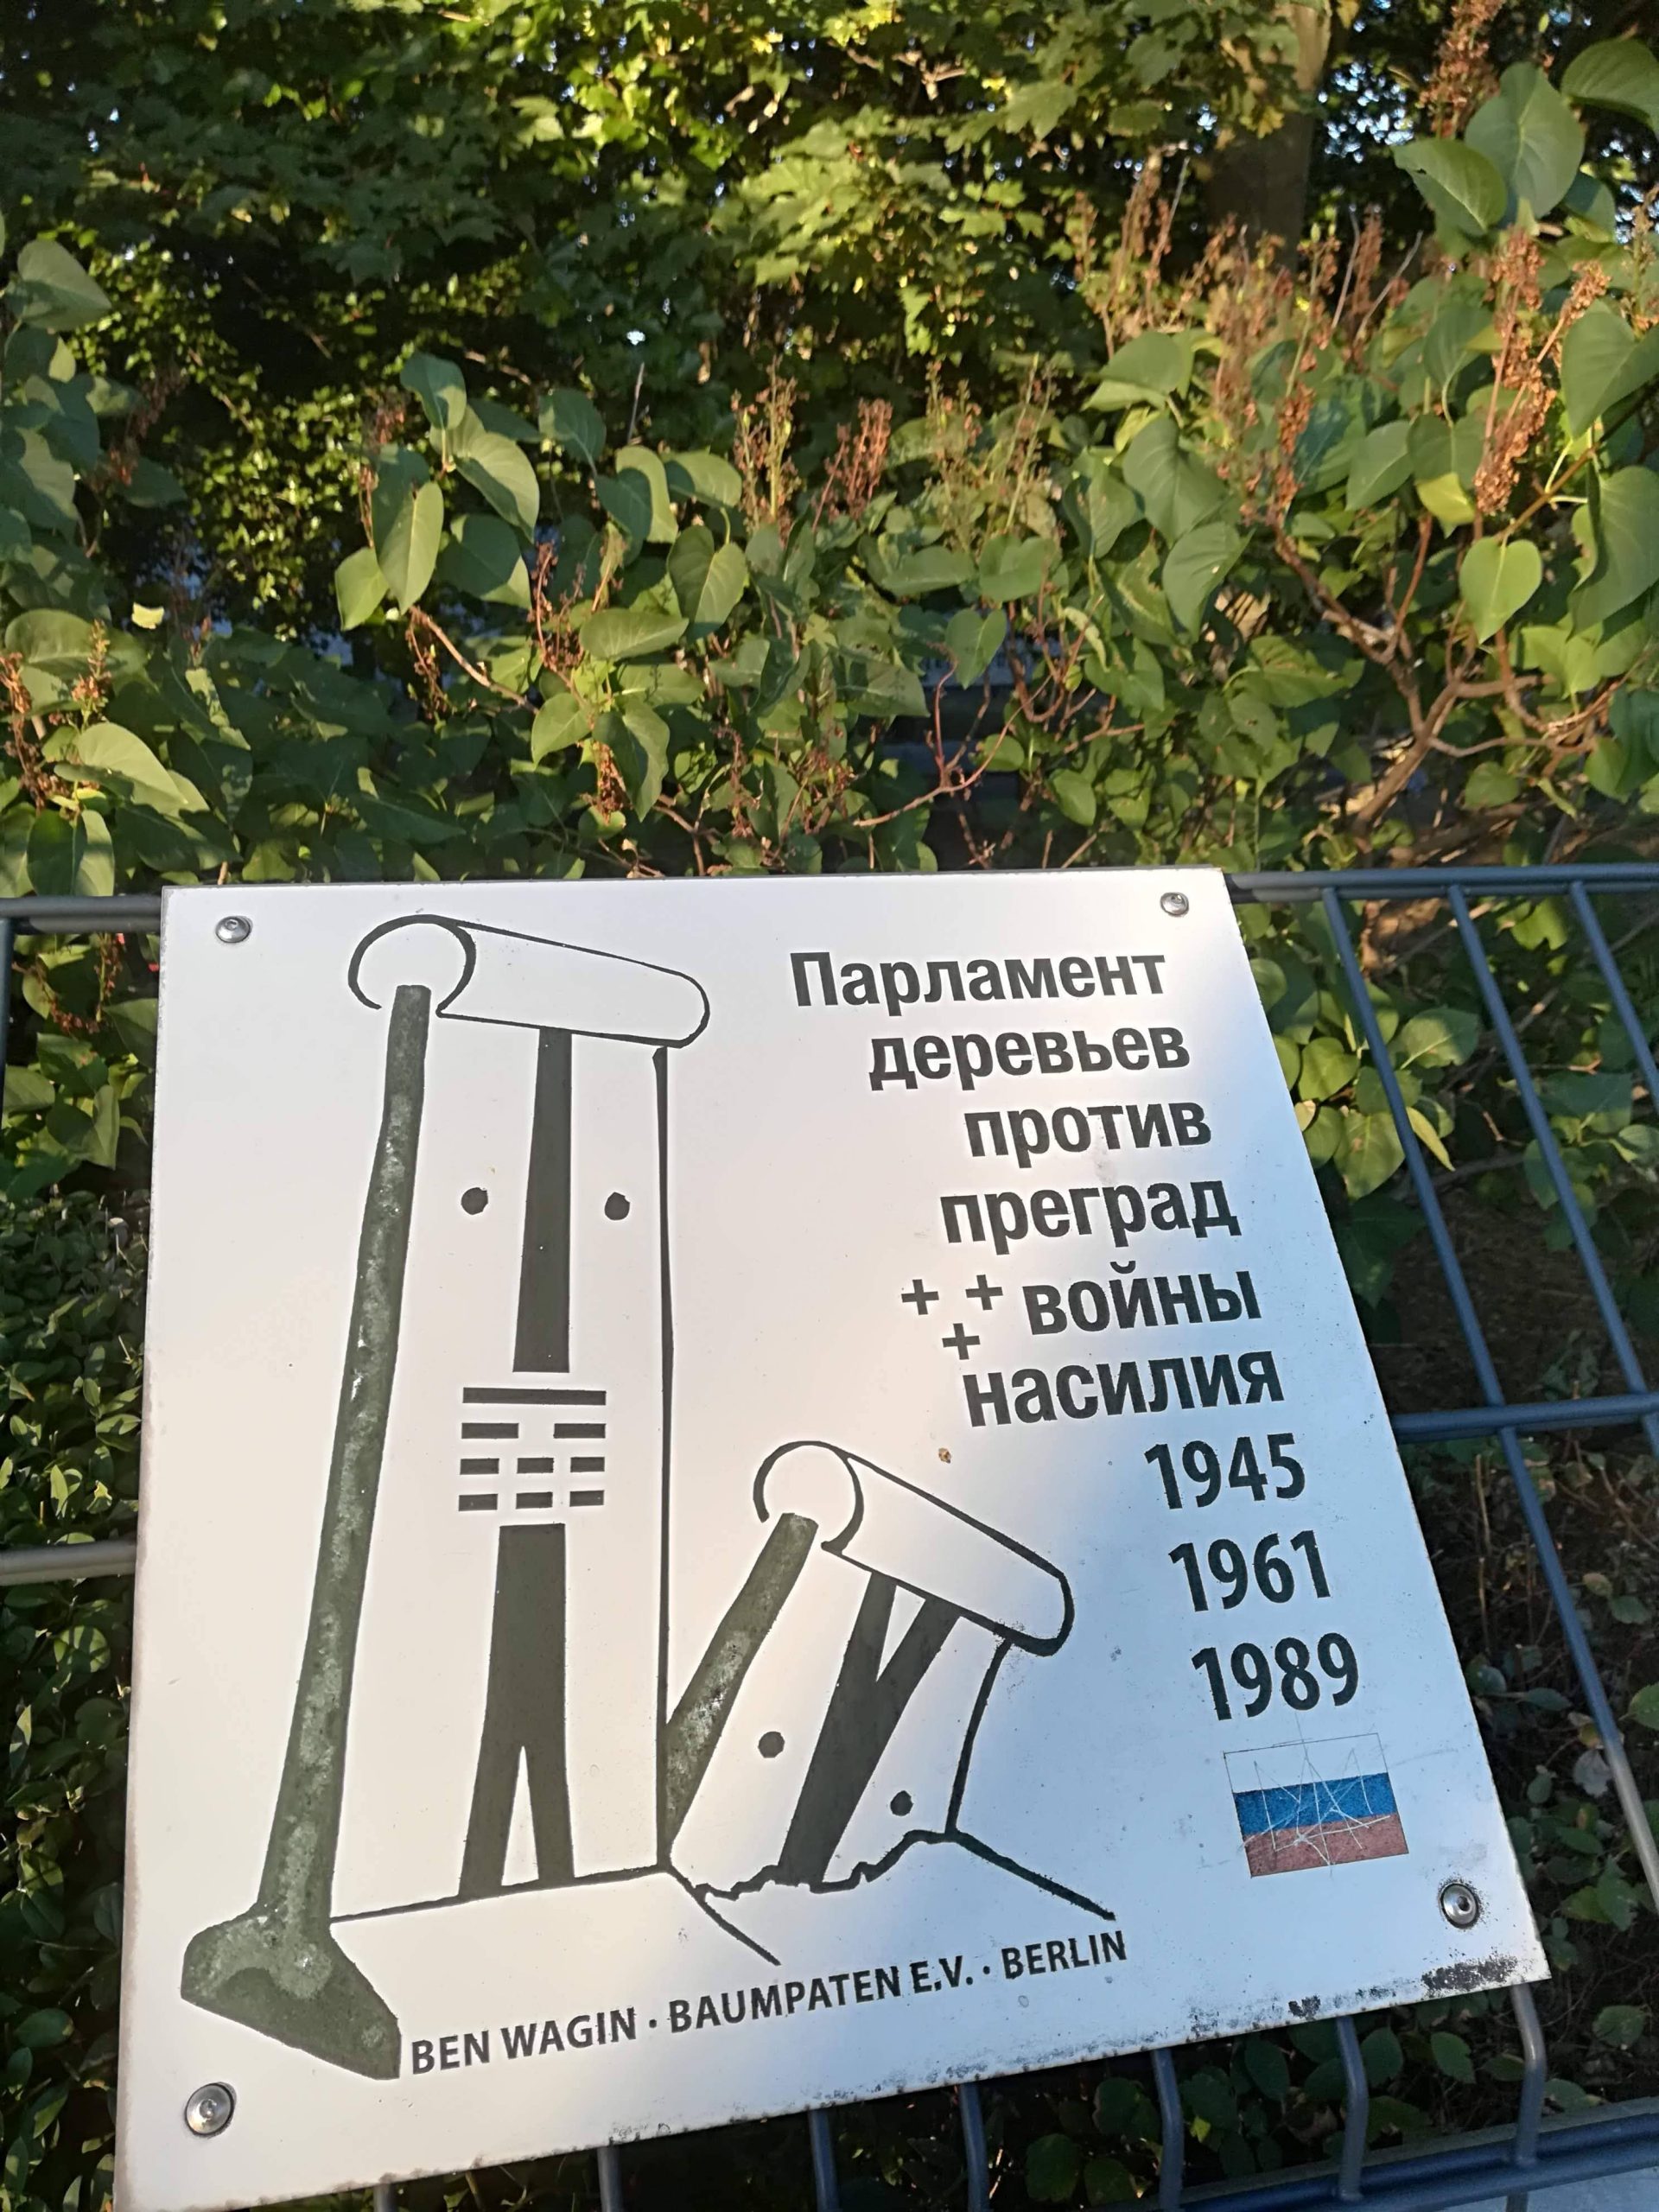 Парламент
деревьев
против
преград
+ + войны
+
насилия
1945
1961
1989
BEN WAGIN · BAUMPATEN E.V. · BERLIN